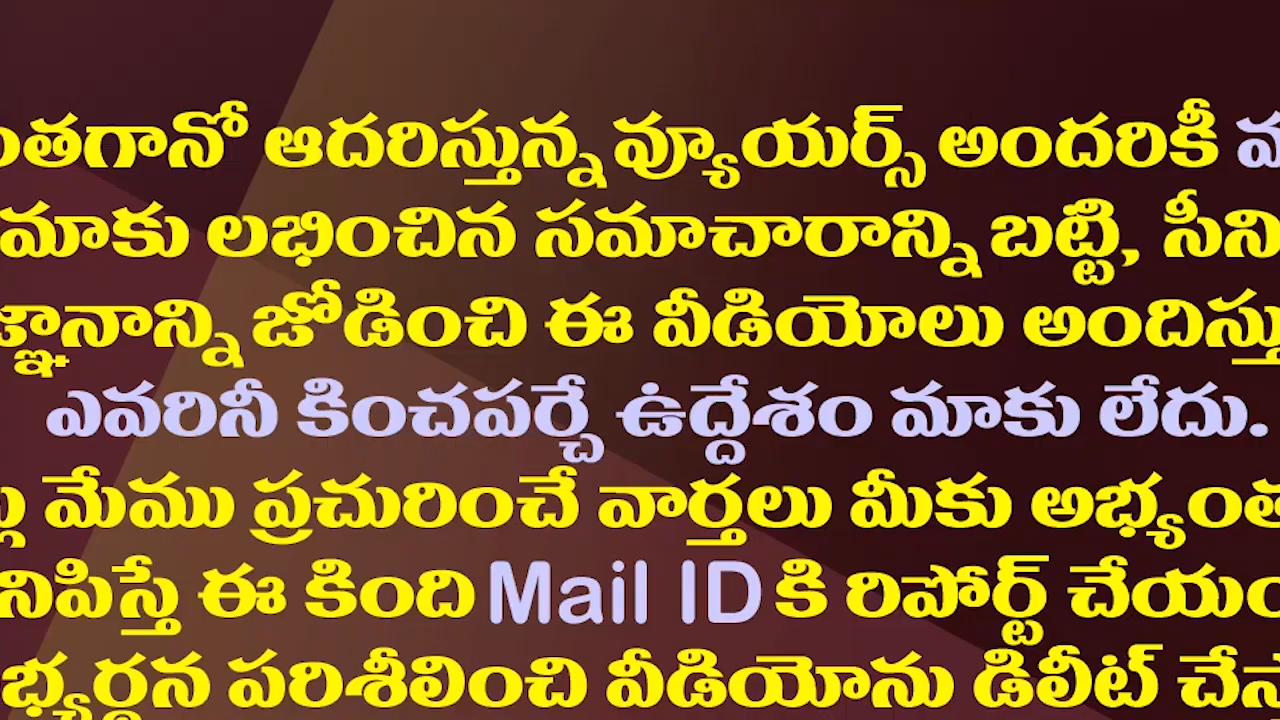 ఆదరిస్తున్న వ్యూయర్స్ అందరికీ
మాకు లభించిన సమాచారాన్ని బట్టి,
జోడించి ఈ వీడియోలు
ఎవరినీ కించపర్చే ఉద్దేశం మాకు లేదు.
మేము ప్రచురించే వార్తలు మీకు
ఈ కింది Mail ID కి రిపోర్ట్
పరిశీలించి వీడియోను డిలీట్